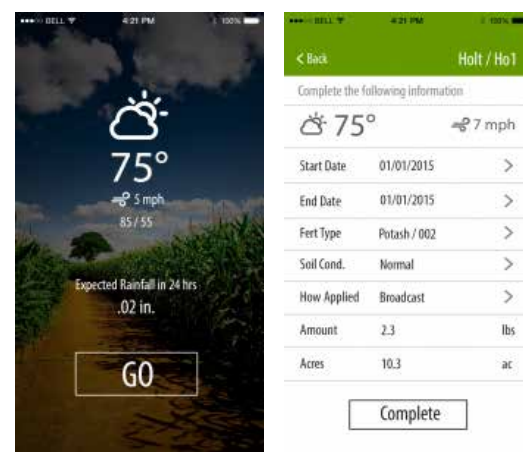 BELL
4:21 PM
100%
75°
5 mph
85 / 55
Expected Rainfall in 24 hrs
.02 in.
GO
BELL
4:21 PM
100%
< Back
Holt / Ho1
Complete the following information
75°
7 mph
Start Date 01/01/2015 >
End Date 01/01/2015 >
Fert Type Potash / 002 >
Soil Cond. Normal >
How Applied Broadcast >
Amount 2.3 lbs
Acres 10.3 ac
Complete